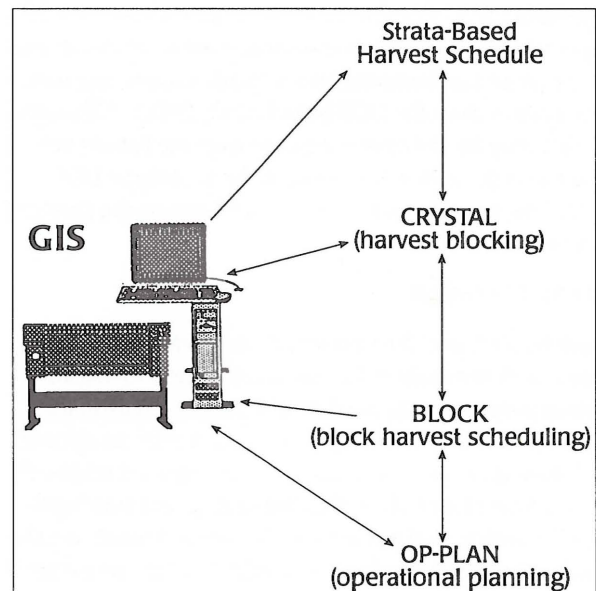 Strata-Based
Harvest Schedule
GIS
CRYSTAL
(harvest blocking)
BLOCK
(block harvest scheduling)
OP-PLAN
(operational planning)